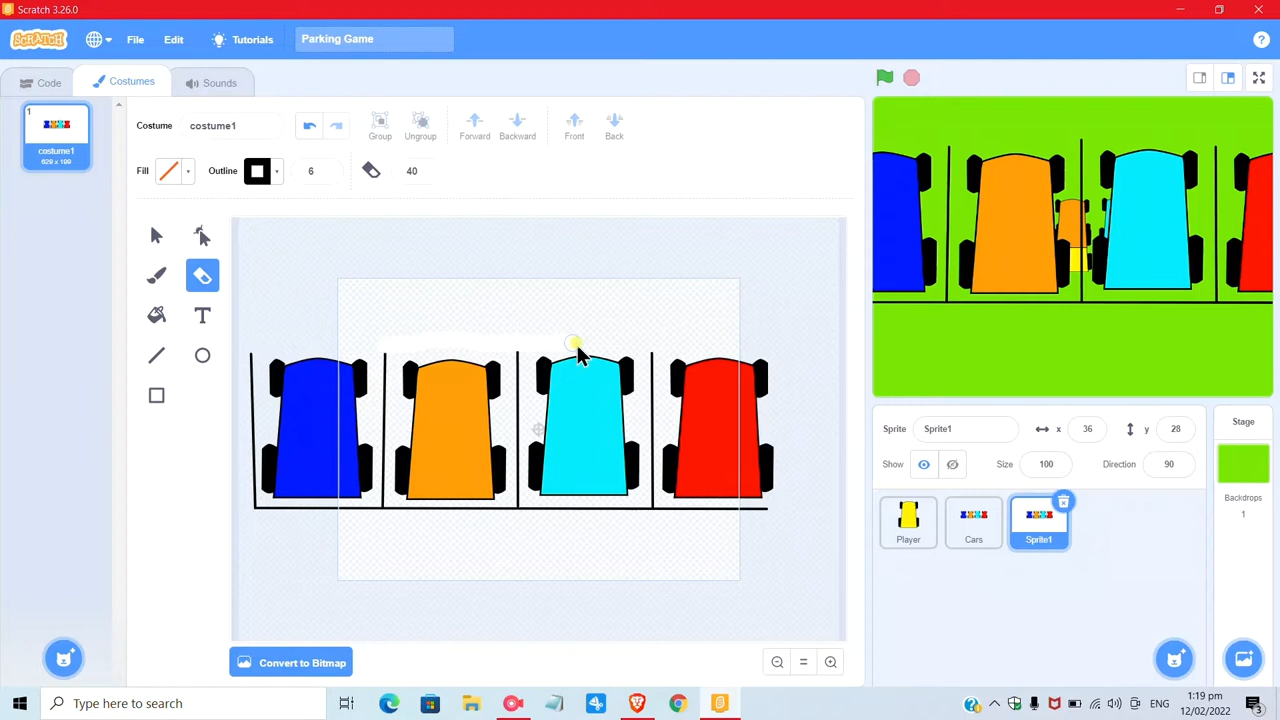 Scratch 3.26.0
SCRATCH
File
Edit
Tutorials
Parking Game
?
Code
Costumes
Sounds
1
costume1
629 x 199
Costume
costume1
Group
Ungroup
Forward
Backward
Front
Back
Fill
Outline
6
40
T
Convert to Bitmap
Sprite
Sprite1
x
36
y
28
Show
Size
100
Direction
90
Stage
Backdrops
1
Player
Cars
Sprite1
Type here to search
ENG
1:19 pm
12/02/2022
3